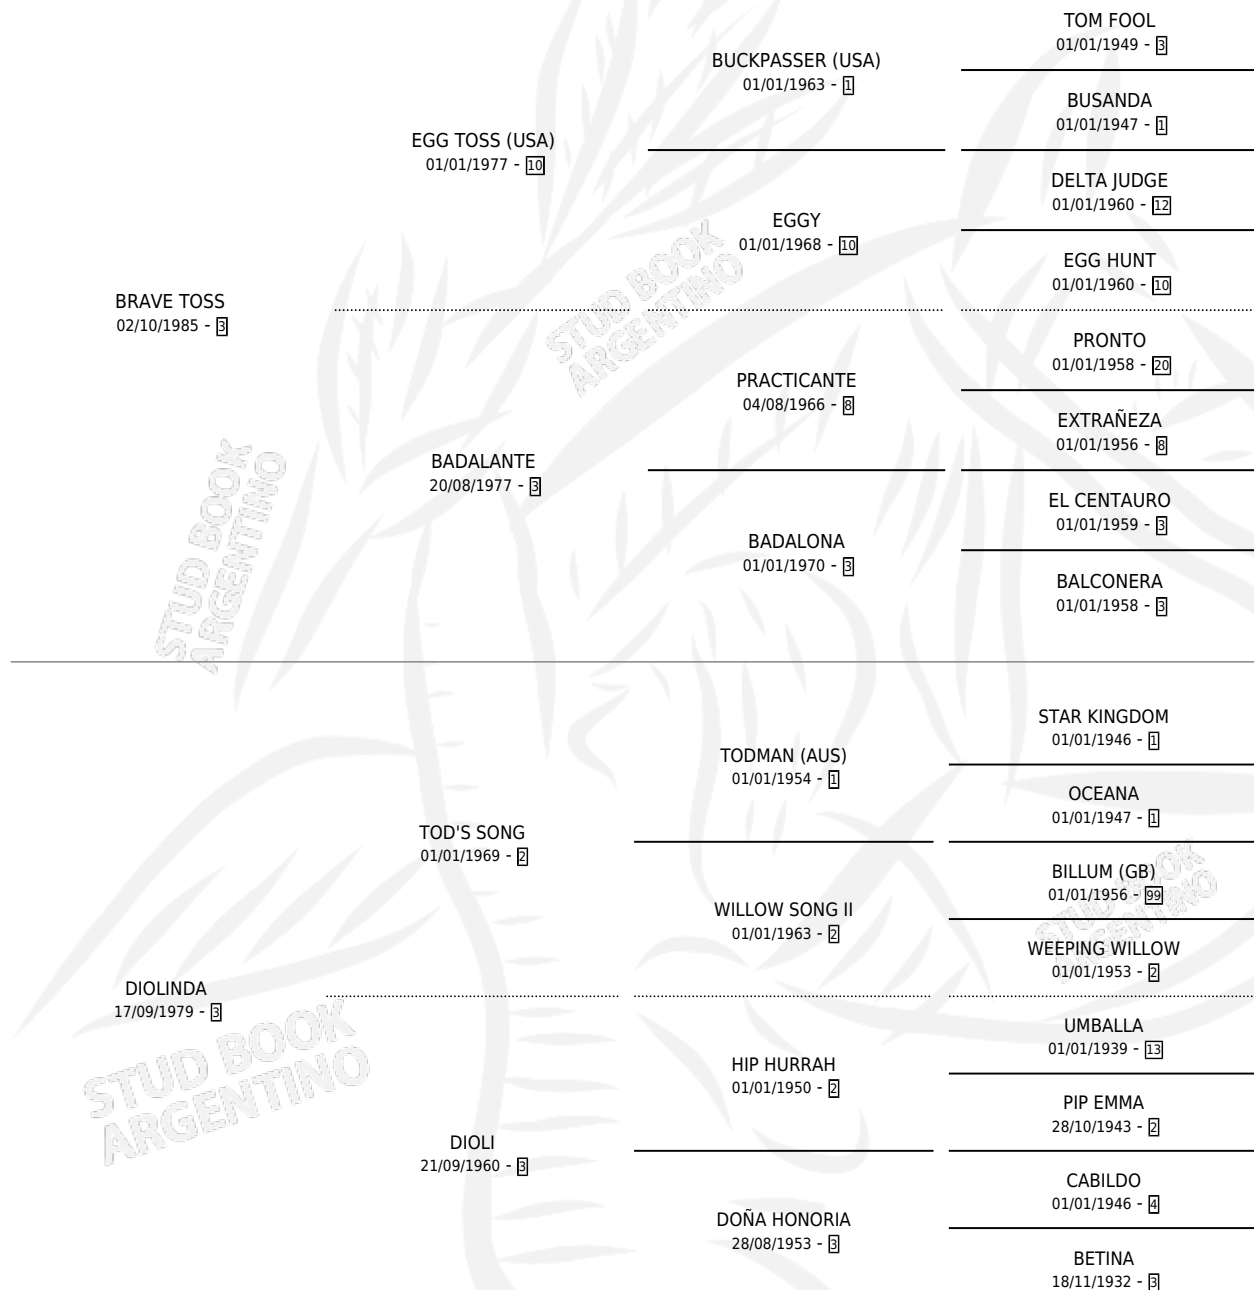 TOM FOOL
01/01/1949 - 3
BUCKPASSER (USA)
01/01/1963 - 1
BUSANDA
01/01/1947 - 1
EGG TOSS (USA)
01/01/1977 - 10
DELTA JUDGE
01/01/1960 - 12
EGGY
01/01/1968 - 10
EGG HUNT
01/01/1960 - 10
BRAVE TOSS
02/10/1985 - 3
STUD BOOK
ARGENTINO
PRONTO
01/01/1958 - 20
PRACTICANTE
04/08/1966 - 8
EXTRAÑEZA
01/01/1956 - 8
BADALANTE
20/08/1977 - 3
EL CENTAURO
01/01/1959 - 3
BADALONA
01/01/1970 - 3
BALCONERA
01/01/1958 - 3
STUD BOOK
ARGENTINO
STAR KINGDOM
01/01/1946 - 1
TODMAN (AUS)
01/01/1954 - 1
OCEANA
01/01/1947 - 1
TOD'S SONG
01/01/1969 - 2
BILLUM (GB)
01/01/1956 - 99
WILLOW SONG II
01/01/1963 - 2
STUD BOOK
ARGENTINO
WEEPING WILLOW
01/01/1953 - 2
DIOLINDA
17/09/1979 - 3
UMBALLA
01/01/1939 - 13
HIP HURRAH
01/01/1950 - 2
STUD BOOK
ARGENTINO
PIP EMMA
28/10/1943 - 2
DIOLI
21/09/1960 - 3
CABILDO
01/01/1946 - 4
DOÑA HONORIA
28/08/1953 - 3
BETINA
18/11/1932 - 3